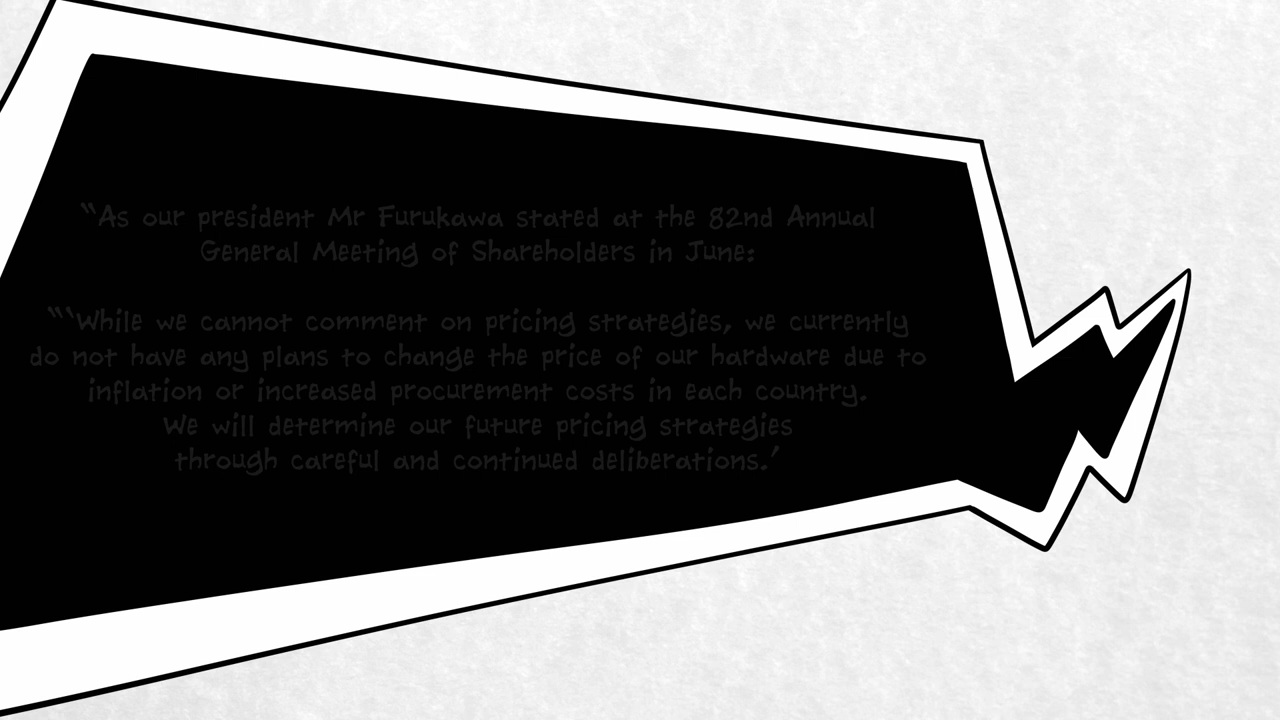 “As our president Mr Furukawa stated at the 82nd Annual
General Meeting of Shareholders in June:
“‘While we cannot comment on pricing strategies, we currently
do not have any plans to change the price of our hardware due to
inflation or increased procurement costs in each country.
We will determine our future pricing strategies
through careful and continued deliberations.’